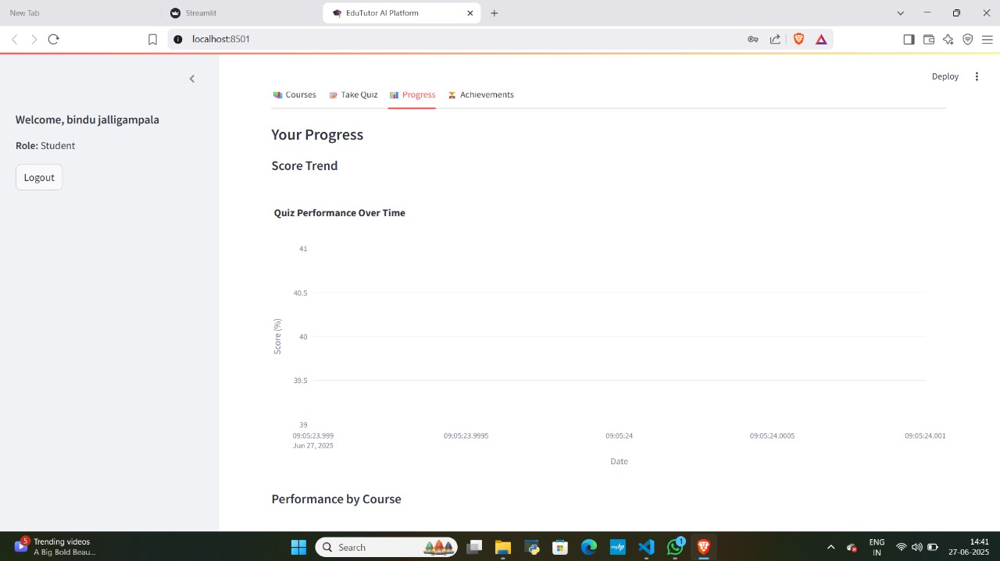 New Tab
Streamlit
EduTutor AI Platform
localhost:8501
Deploy
Courses
Take Quiz
Progress
Achievements
Welcome, bindu jalligampala
Role: Student
Logout
Your Progress
Score Trend
Quiz Performance Over Time
41
40.5
40
39.5
39
Score (%)
09:05:23.999
Jun 27, 2025
09:05:23.9995
09:05:24
09:05:24.0005
09:05:24.001
Date
Performance by Course
5
Trending videos
A Big Bold Beau...
Search
myhp
1
ENG
IN
14:41
27-06-2025